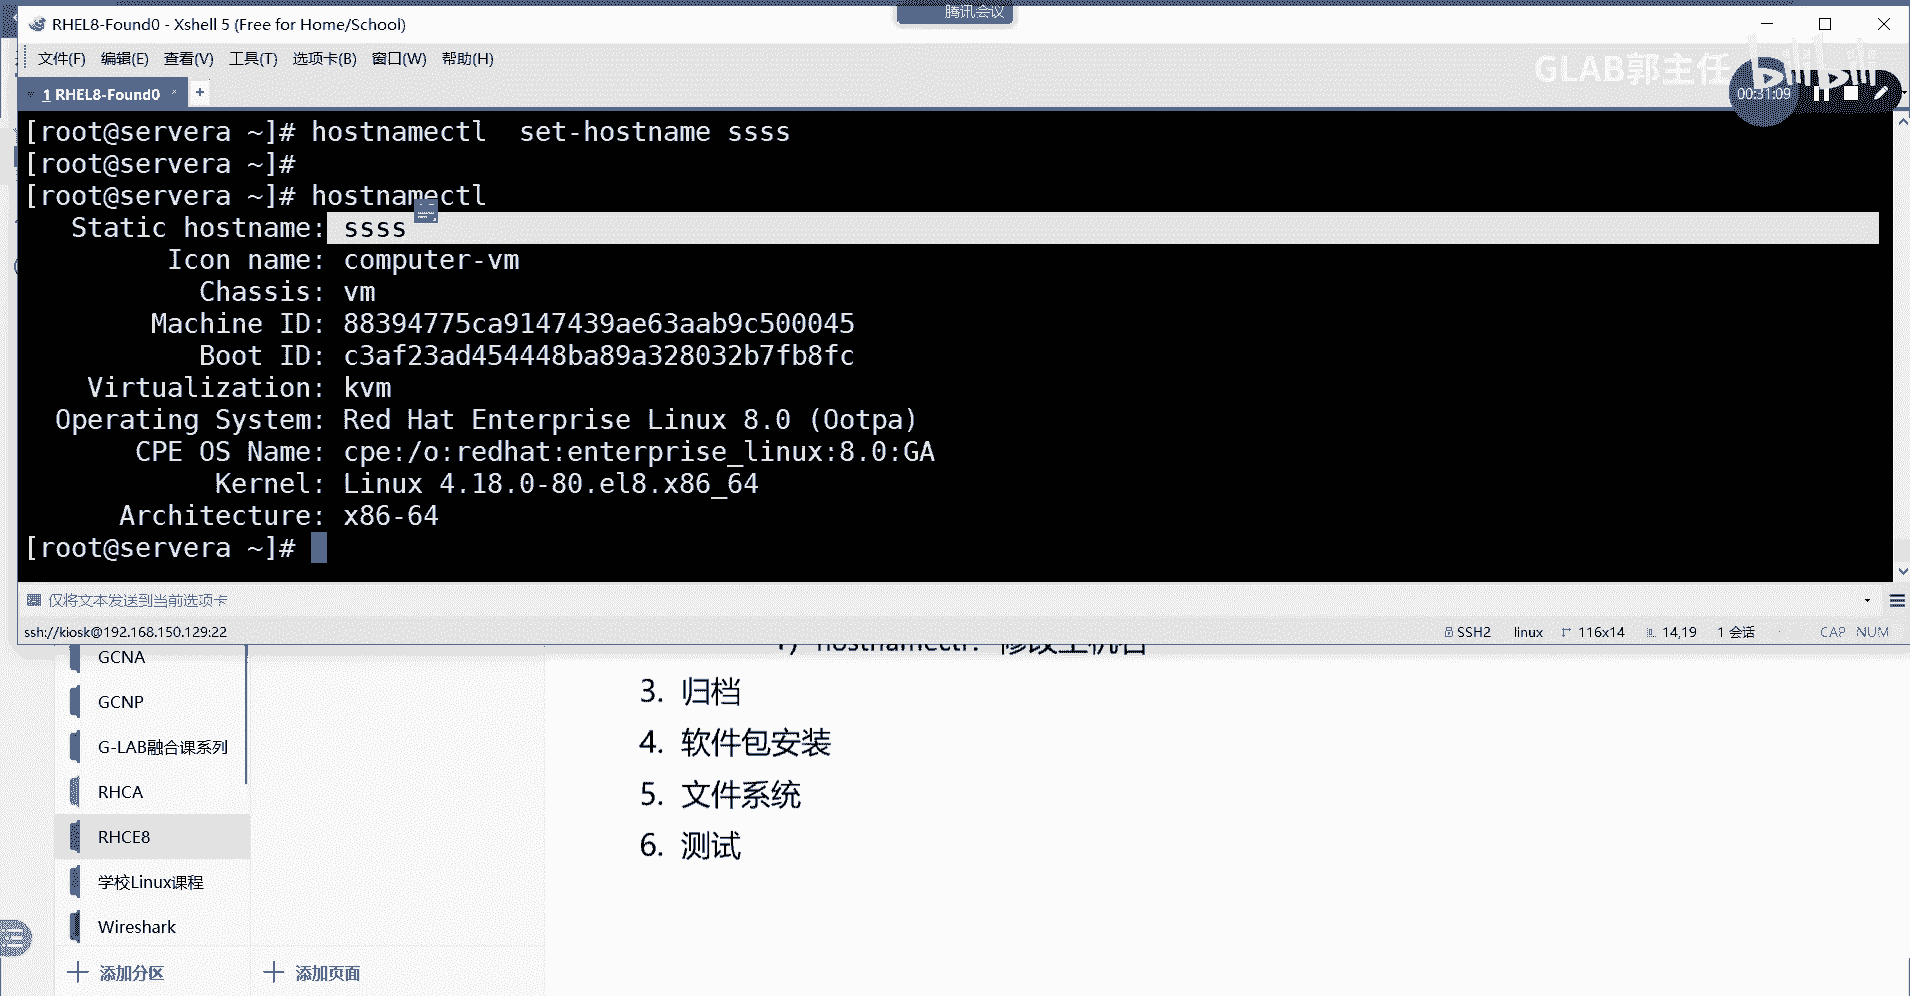 腾讯会议
RHEL8-Found0 - Xshell 5 (Free for Home/School)
文件(F) 编辑(E) 查看(V) 工具(T) 选项卡(B) 窗口(W) 帮助(H)
GLAB郭主任
bilibili
1 RHEL8-Found0
00:31:09
[root@servera ~]# hostnamectl  set-hostname ssss
[root@servera ~]#
[root@servera ~]# hostnamectl
Static hostname: ssss
Icon name: computer-vm
Chassis: vm
Machine ID: 88394775ca9147439ae63aab9c500045
Boot ID: c3af23ad454448ba89a328032b7fb8fc
Virtualization: kvm
Operating System: Red Hat Enterprise Linux 8.0 (Ootpa)
CPE OS Name: cpe:/o:redhat:enterprise_linux:8.0:GA
Kernel: Linux 4.18.0-80.el8.x86_64
Architecture: x86-64
[root@servera ~]#
仅将文本发送到当前选项卡
ssh://kiosk@192.168.150.129:22 SSH2 linux 116x14 14,19 1 会话 CAP NUM
hostnamectl: 修改主机名
3. 归档
4. 软件包安装
5. 文件系统
6. 测试
GCNA
GCNP
G-LAB融合课系列
RHCA
RHCE8
学校Linux课程
Wireshark
添加分区
添加页面